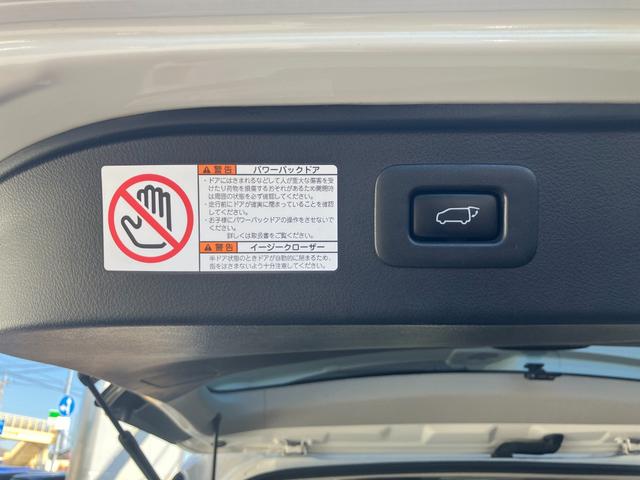 警告 パワーバックドア
・ドアにはさまれるなどして人が重大な傷害を受
けたり荷物を損傷するおそれがあるため開閉時
は周囲の状態を必ず確認してください。
・走行前にドアが確実に閉まっていることを確認
してください。
・お子様にパワーバックドアの操作をさせないで
ください。
詳しくは取扱書をご覧ください。
警告 イージークローザー
半ドア状態のときドアが自動的に閉まるため、
指をはさまないよう十分注意してください。